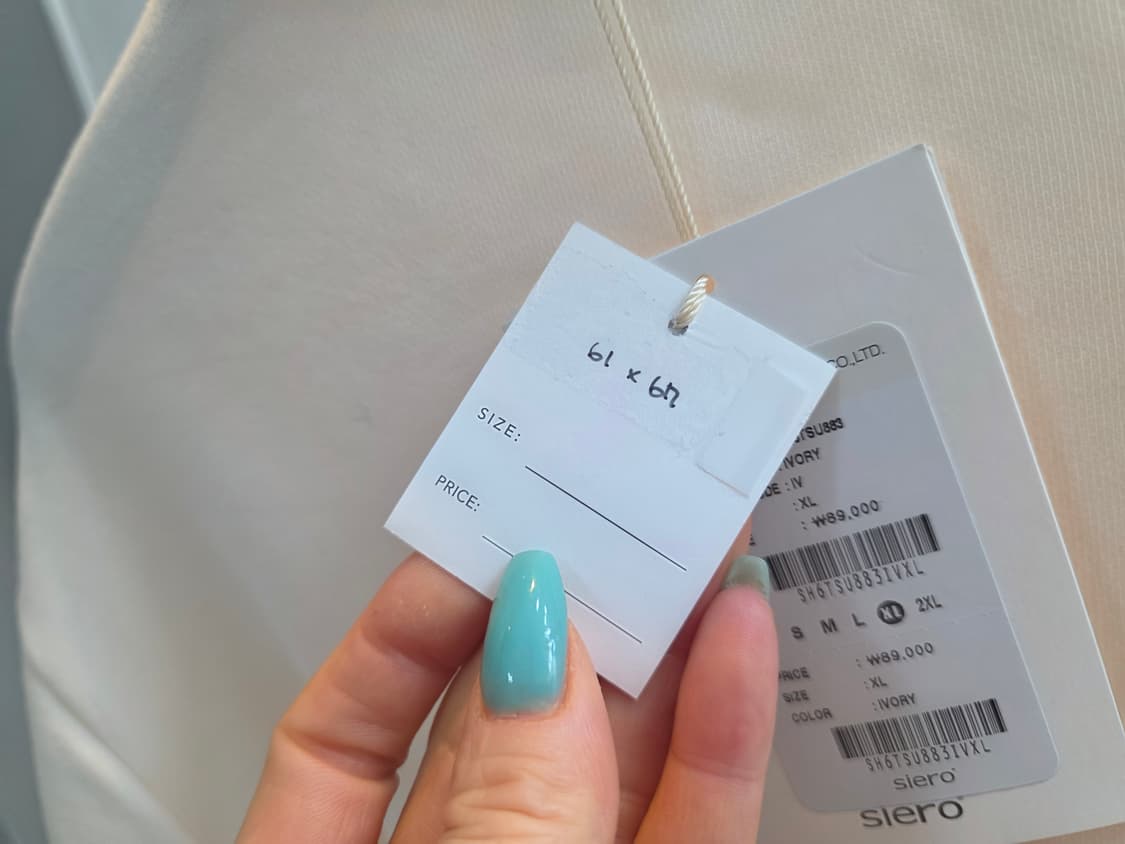 61 x 67
SIZE:
PRICE:
CO.,LTD.
TSU883
IVORY
DE : IV
: XL
: ₩89,000
SH6TSU883IVXL
S M L XL 2XL
PRICE : ₩89,000
SIZE : XL
COLOR : IVORY
SH6TSU883IVXL
siero
siero